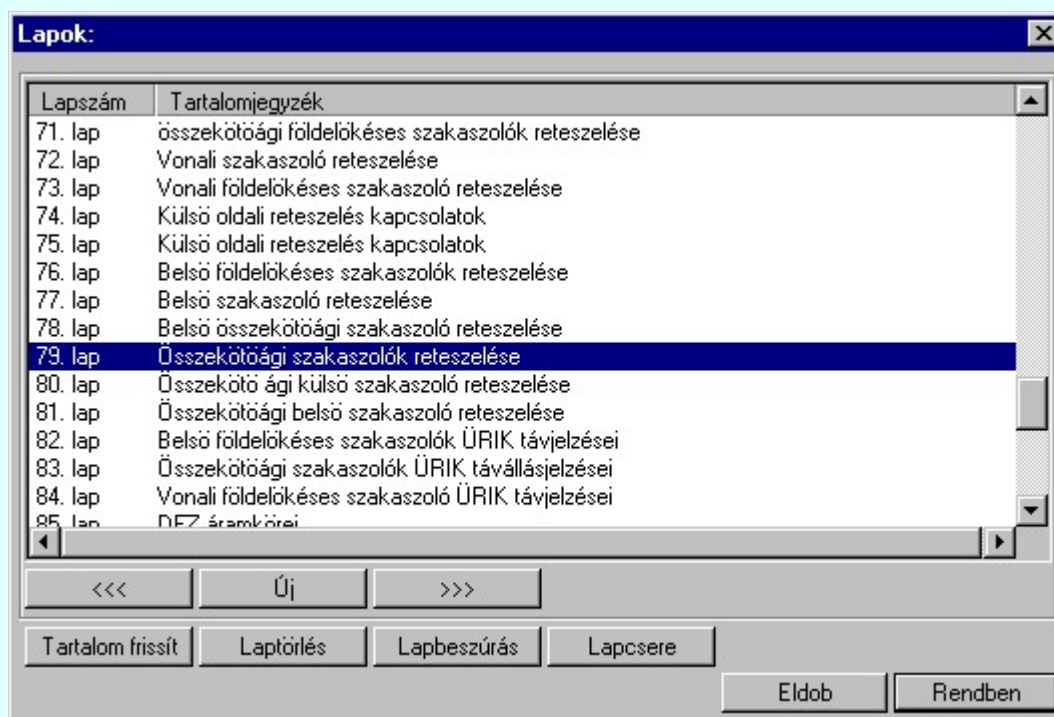 Lapok:
Lapszám Tartalomjegyzék
71. lap összekötöági földelökéses szakaszolók reteszelése
72. lap Vonali szakaszoló reteszelése
73. lap Vonali földelökéses szakaszoló reteszelése
74. lap Külsö oldali reteszelés kapcsolatok
75. lap Külsö oldali reteszelés kapcsolatok
76. lap Belsö földelökéses szakaszolók reteszelése
77. lap Belsö szakaszoló reteszelése
78. lap Belsö összekötöági szakaszoló reteszelése
79. lap Összekötöági szakaszolók reteszelése
80. lap Összekötö ági külsö szakaszoló reteszelése
81. lap Összekötöági belsö szakaszoló reteszelése
82. lap Belsö földelökéses szakaszolók ÜRIK távjelzései
83. lap Összekötöági szakaszolók ÜRIK távállásjelzései
84. lap Vonali földelökéses szakaszoló ÜRIK távjelzései
85. lap DFZ áramkörei
<<< Új >>>
Tartalom frissít Laptörlés Lapbeszúrás Lapcsere
Eldob Rendben